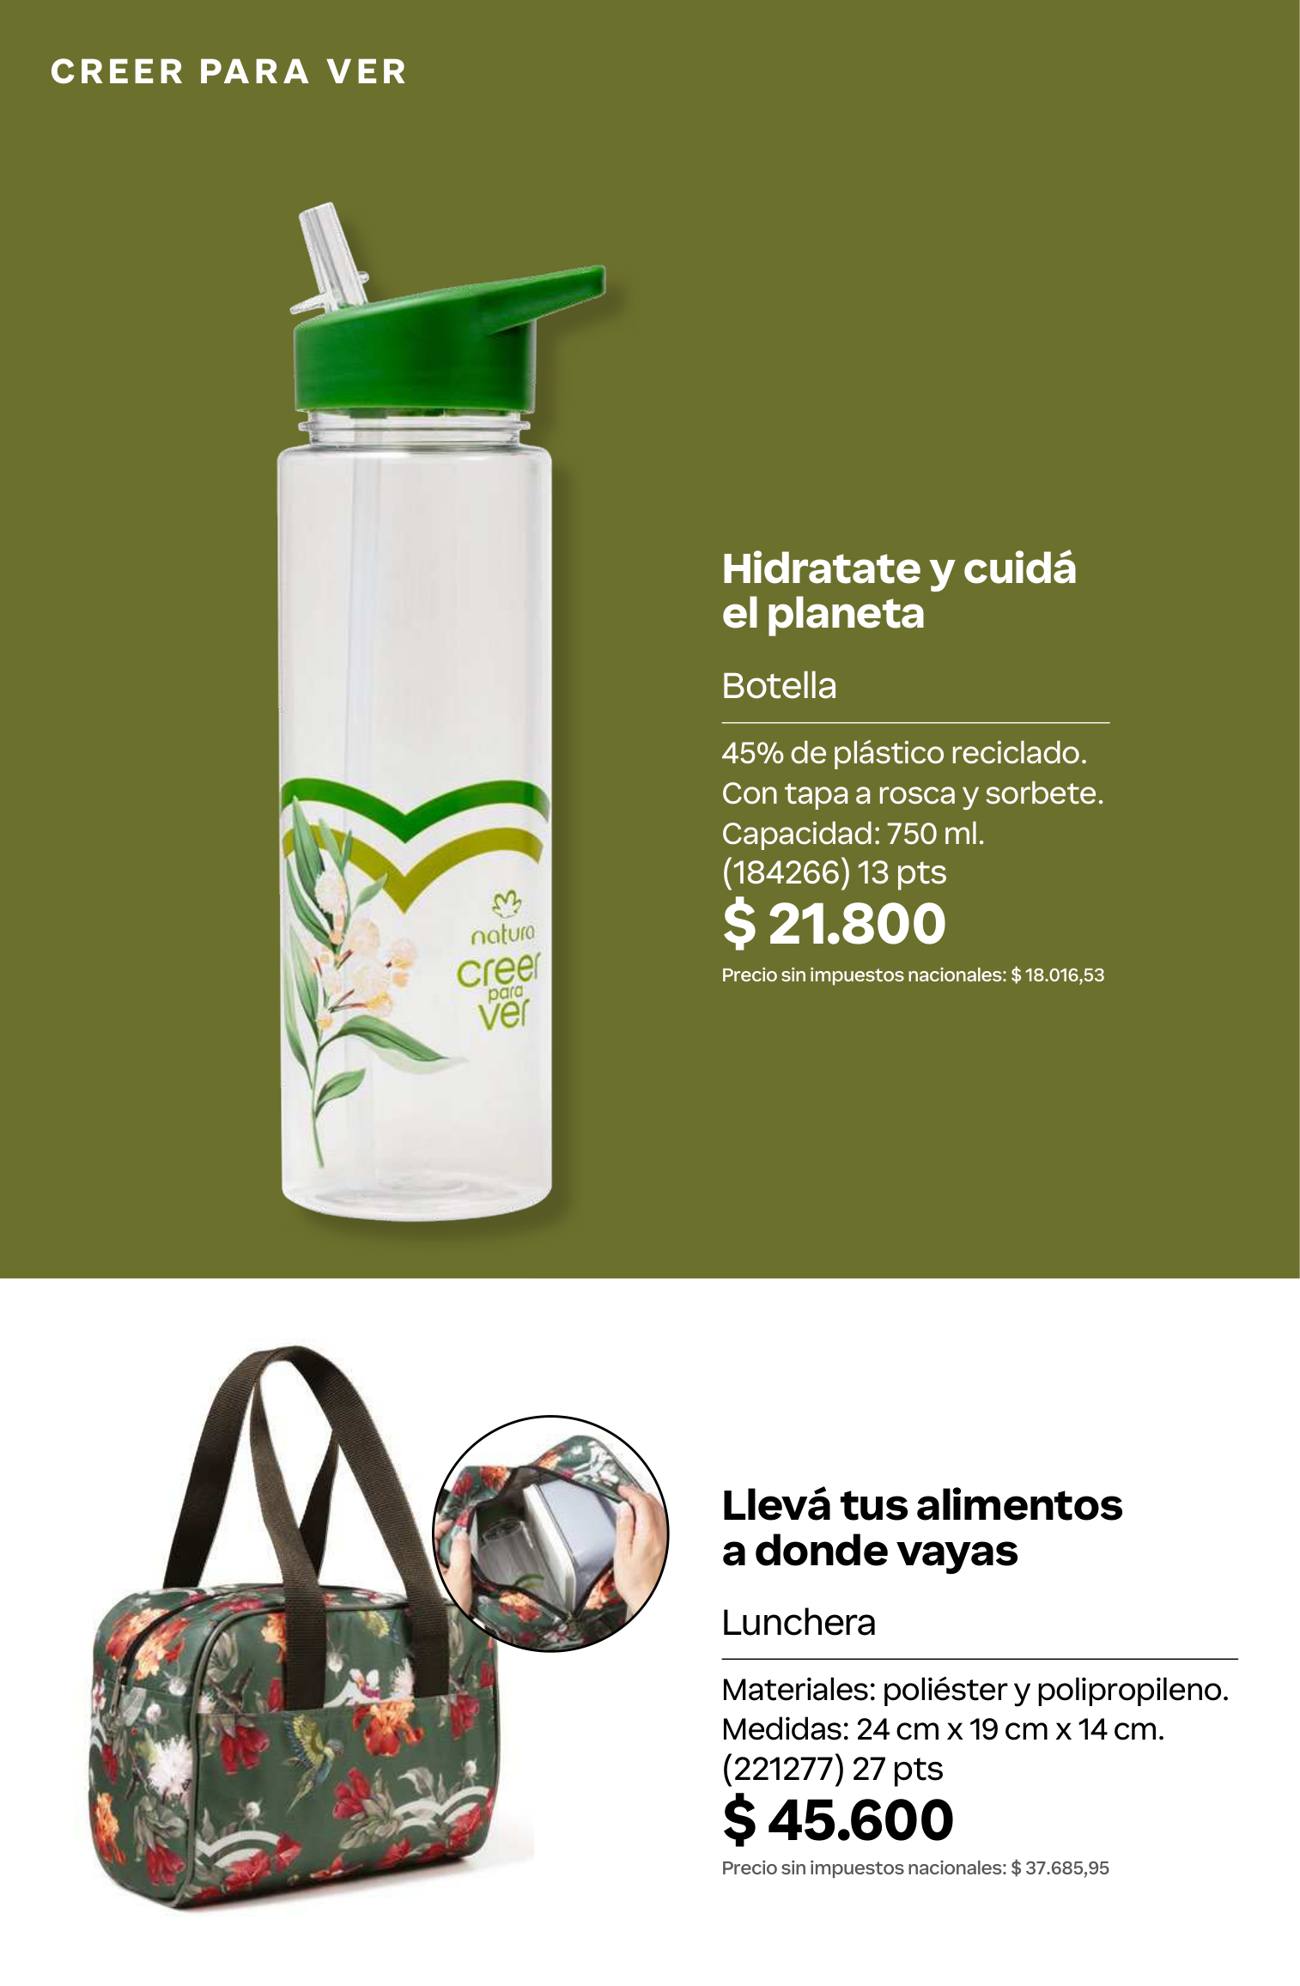 CREER PARA VER
Hidratate y cuidá
el planeta
Botella
45% de plástico reciclado.
Con tapa a rosca y sorbete.
Capacidad: 750 ml.
(184266) 13 pts
$ 21.800
Precio sin impuestos nacionales: $ 18.016,53
natura
creer
para
ver
Llevá tus alimentos
a donde vayas
Lunchera
Materiales: poliéster y polipropileno.
Medidas: 24 cm x 19 cm x 14 cm.
(221277) 27 pts
$ 45.600
Precio sin impuestos nacionales: $ 37.685,95